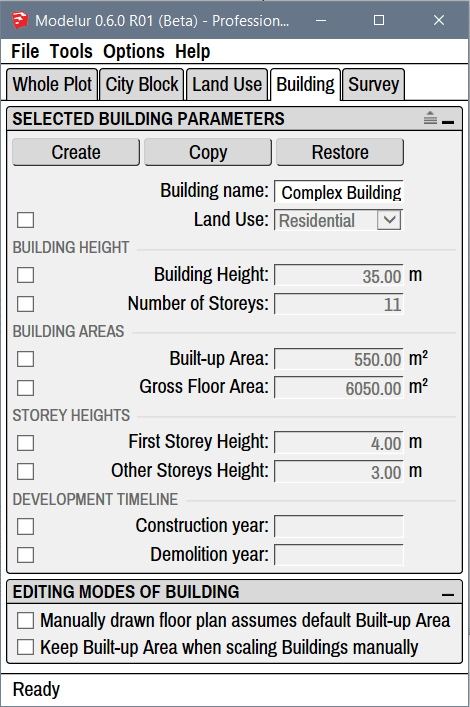 Modelur 0.6.0 R01 (Beta) - Profession...
File Tools Options Help
Whole Plot City Block Land Use Building Survey
SELECTED BUILDING PARAMETERS
Create Copy Restore
Building name: Complex Building
Land Use: Residential
BUILDING HEIGHT
Building Height: 35.00 m
Number of Storeys: 11
BUILDING AREAS
Built-up Area: 550.00 m²
Gross Floor Area: 6050.00 m²
STOREY HEIGHTS
First Storey Height: 4.00 m
Other Storeys Height: 3.00 m
DEVELOPMENT TIMELINE
Construction year:
Demolition year:
EDITING MODES OF BUILDING
Manually drawn floor plan assumes default Built-up Area
Keep Built-up Area when scaling Buildings manually
Ready